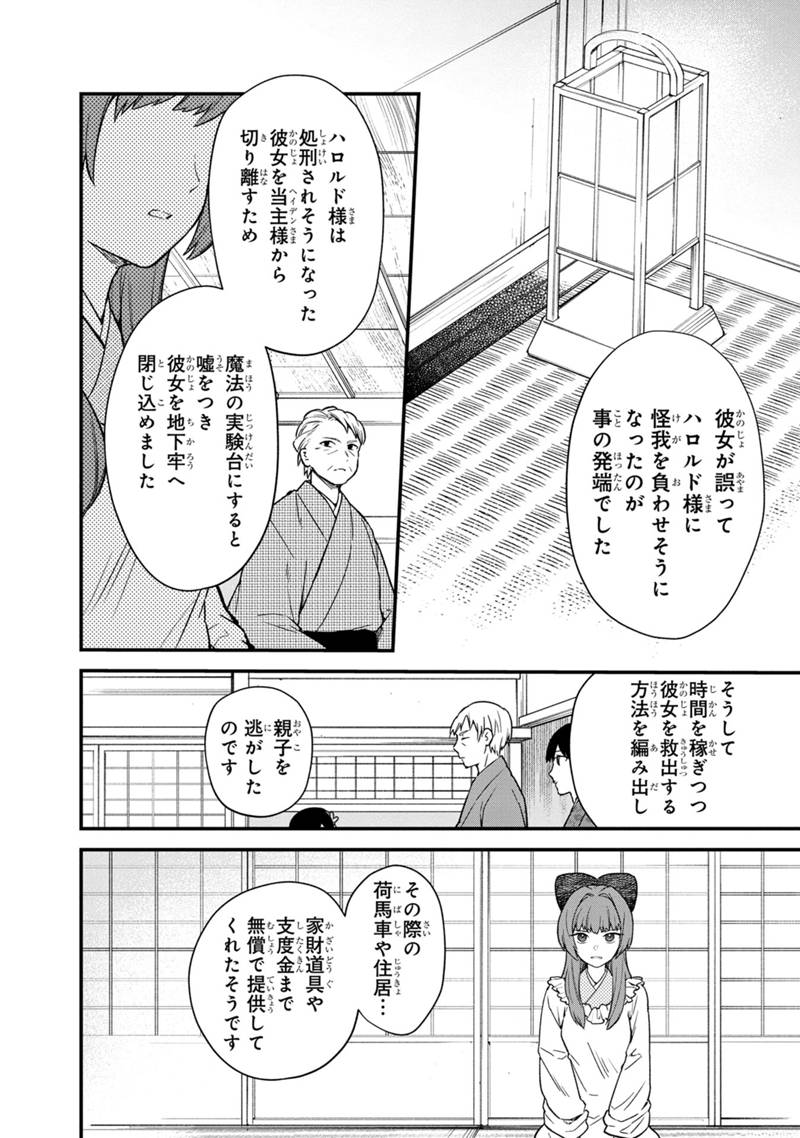 彼女が誤って
ハロルド様に
怪我を負わせそうに
なったのが
事の発端でした
ハロルド様は
処刑されそうになった
彼女を当主様から
切り離すため
魔法の実験台にすると
嘘をつき
彼女を地下牢へ
閉じ込めました
そうして
時間を稼ぎつつ
彼女を救出する
方法を編み出し
親子を
逃がした
のです
その際の
荷馬車や住居…
家財道具や
支度金まで
無償で提供して
くれたそうです